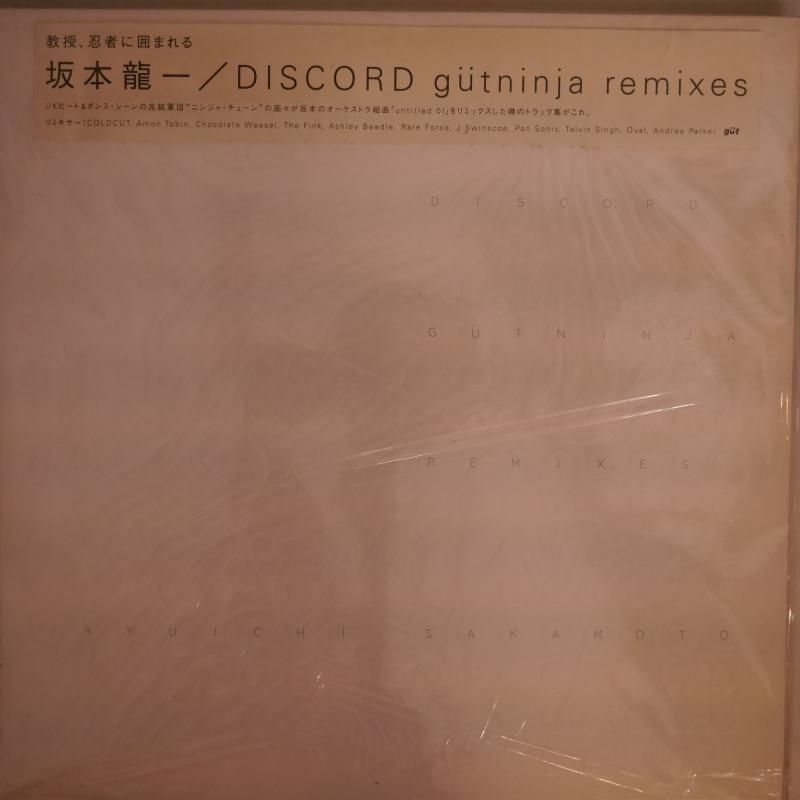 教授、忍者に囲まれる
坂本龍一／DISCORD gütninja remixes
UKビート&ダンス・シーンの先鋭軍団"ニンジャ・チューン"の面々が坂本のオーケストラ組曲「untitled 01」をリミックスした噂のトラック集がこれ。
リミキサー：COLDCUT, Amon Tobin, Chocolate Weasel, The Fink, Ashley Beedle, Rare Force, J Swinscoe, Pan Sonic, Talvin Singh, Oval, Andrea Parker güt
DISCORD
GÜTNINJA
REMIXES
RYUICHI SAKAMOTO